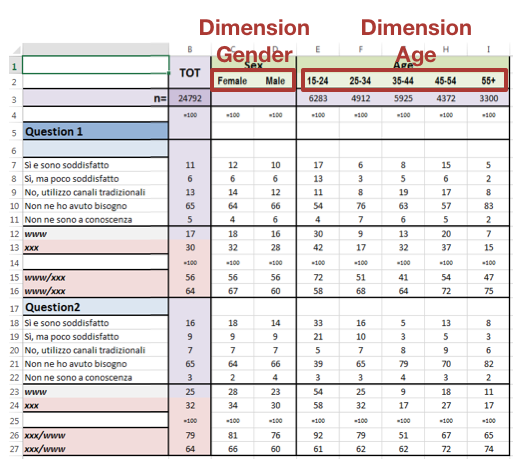 Dimension Gender Dimension Age
B C D E F G H I
1 TOT Sex Age
2 Female Male 15-24 25-34 35-44 45-54 55+
3 n= 24792 6283 4912 5925 4372 3300
4 =100 =100 =100 =100 =100 =100 =100 =100
5 Question 1
6
7 Sì e sono soddisfatto 11 12 10 17 6 8 15 5
8 Sì, ma poco soddisfatto 6 6 6 13 3 5 6 2
9 No, utilizzo canali tradizionali 13 14 12 11 8 19 17 8
10 Non ne ho avuto bisogno 65 64 66 54 76 63 57 83
11 Non ne sono a conoscenza 5 4 6 4 7 6 5 2
12 www 17 18 16 30 9 13 20 7
13 xxx 30 32 28 42 17 32 37 15
14 =100 =100 =100 =100 =100 =100 =100 =100
15 www/xxx 56 56 56 72 51 41 54 47
16 www/xxx 64 67 60 58 68 64 72 75
17 Question2
18 Sì e sono soddisfatto 16 18 14 33 16 5 13 8
19 Sì, ma poco soddisfatto 9 9 9 21 10 3 5 3
20 No, utilizzo canali tradizionali 7 7 7 5 7 8 9 6
21 Non ne ho avuto bisogno 65 64 66 39 65 79 70 82
22 Non ne sono a conoscenza 3 2 4 3 3 4 3 2
23 www 25 28 23 54 25 9 18 11
24 xxx 32 34 30 58 32 17 27 17
25 =100 =100 =100 =100 =100 =100 =100 =100
26 xxx/www 79 81 76 92 79 51 67 65
27 xxx/www 64 66 60 61 62 62 72 74